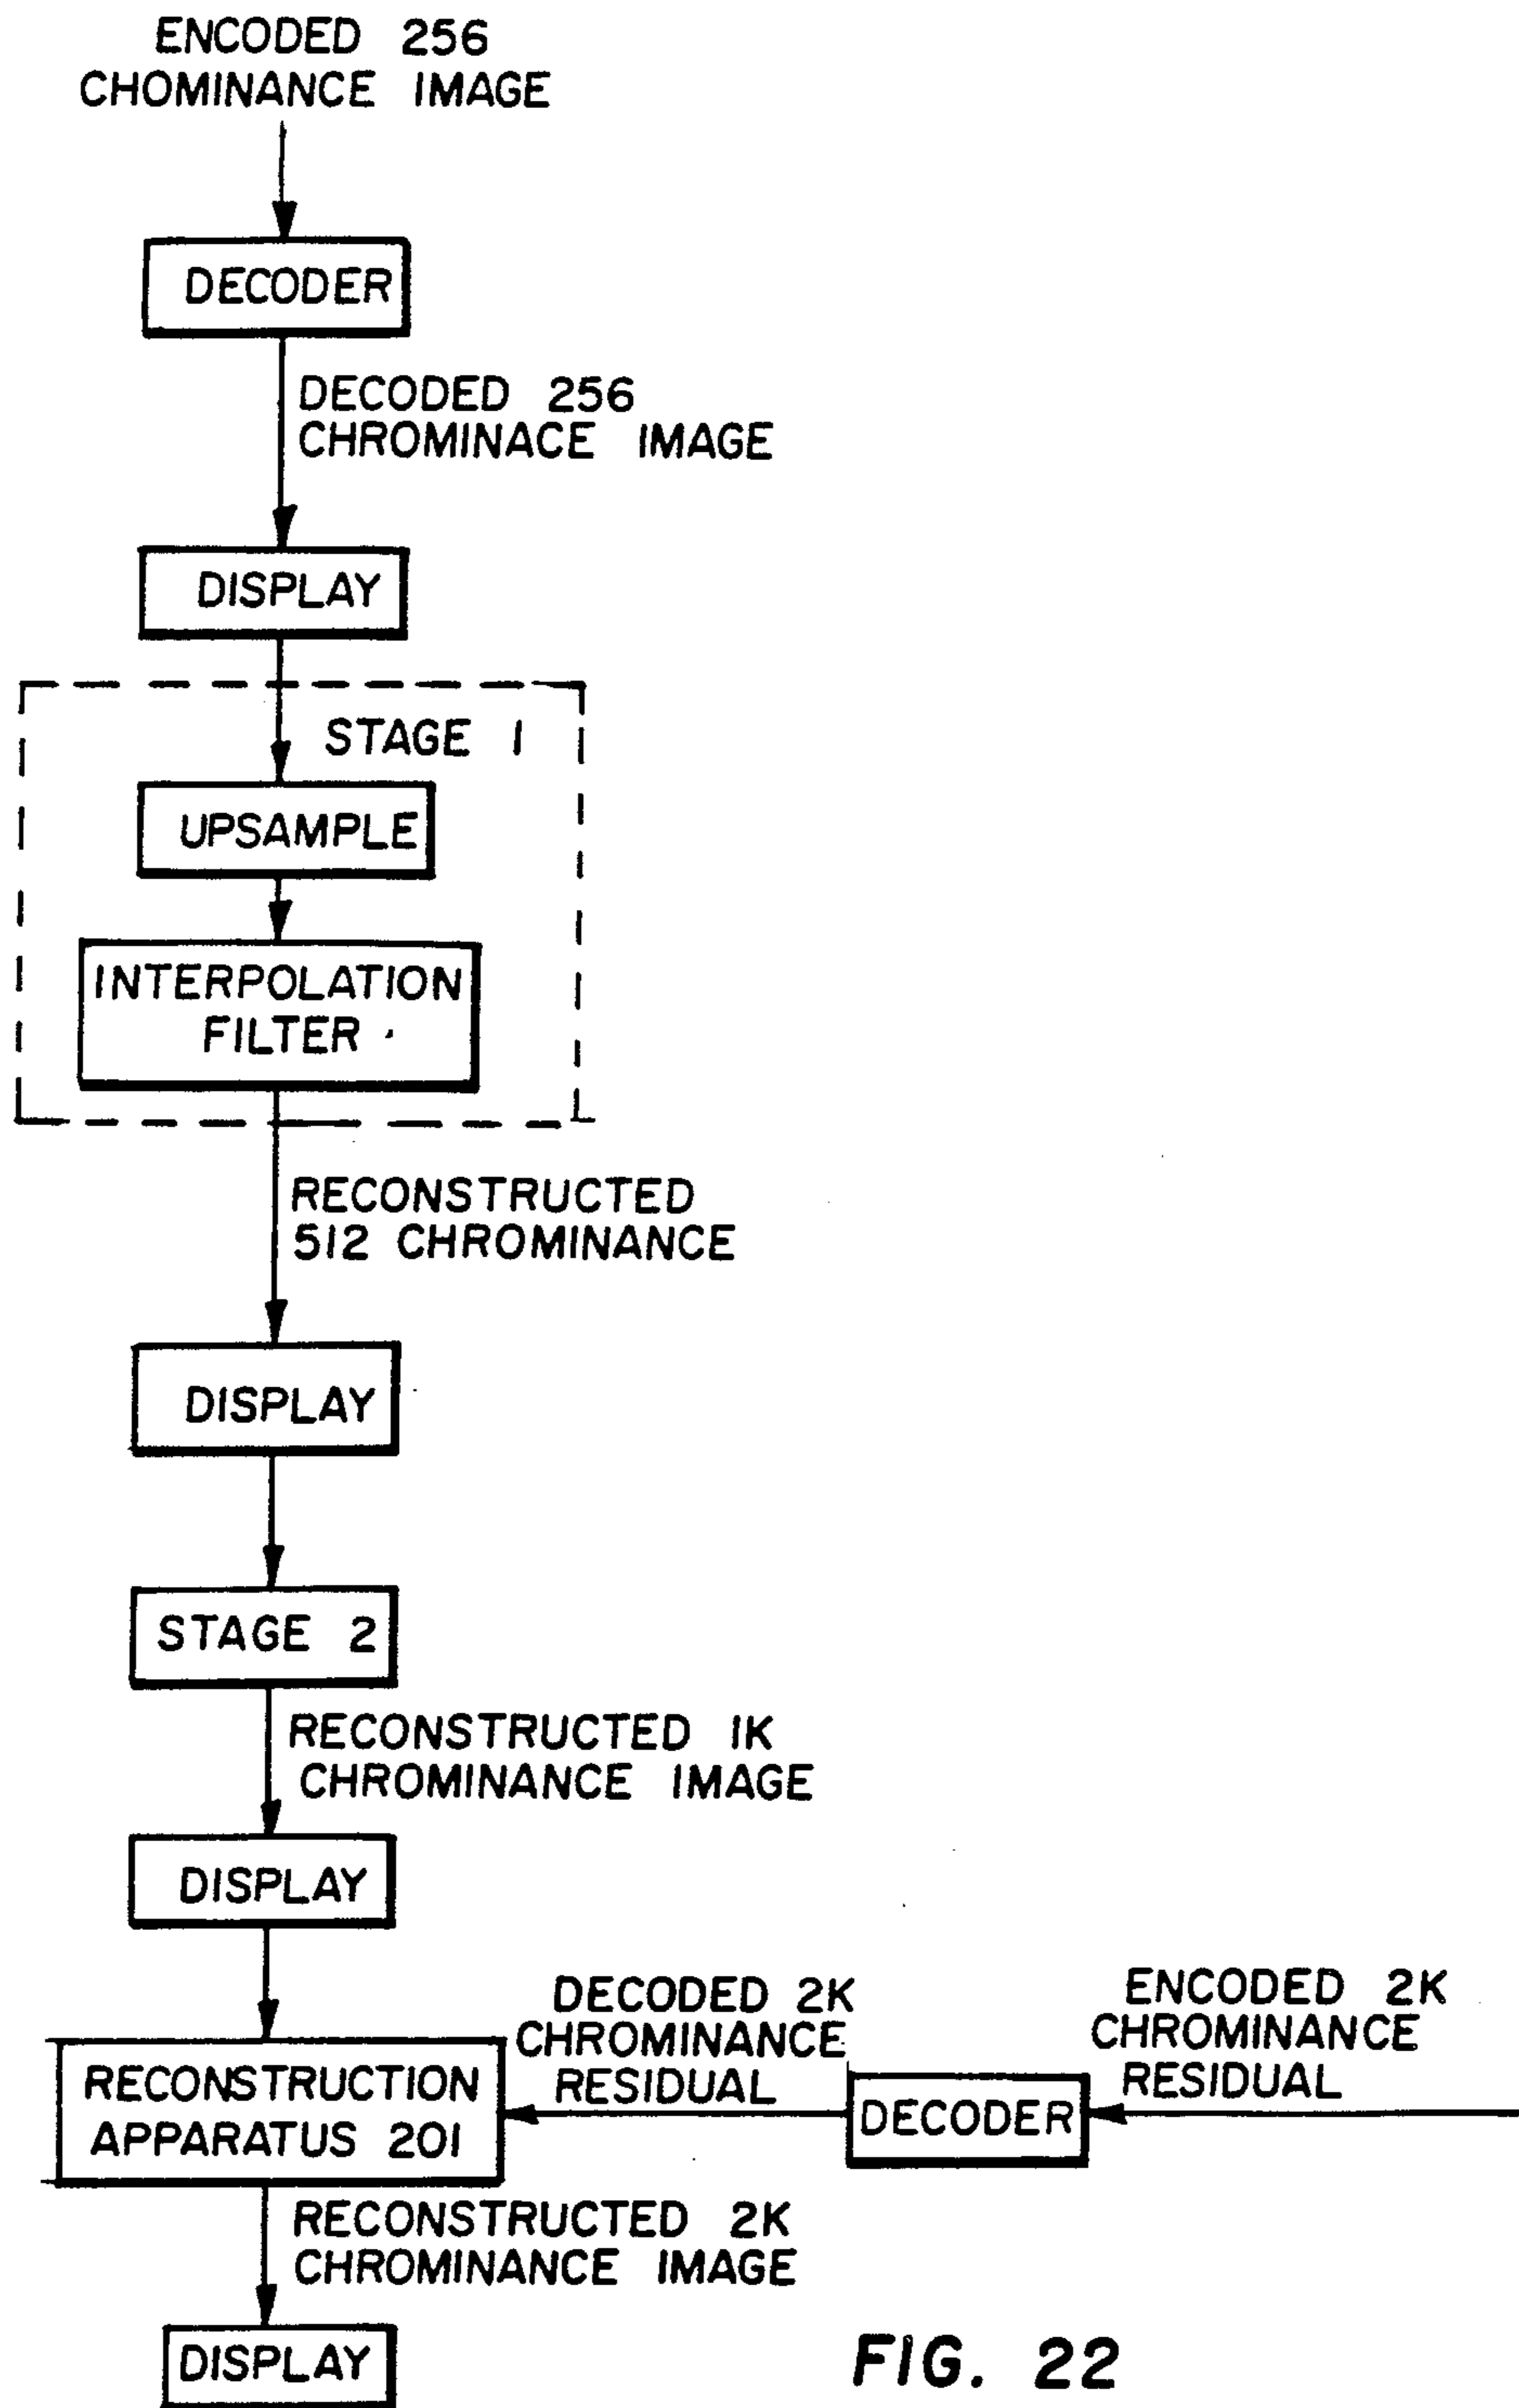 ENCODED 256
CHOMINANCE IMAGE
DECODER
DECODED 256
CHROMINACE IMAGE
DISPLAY
STAGE 1
UPSAMPLE
INTERPOLATION
FILTER
RECONSTRUCTED
512 CHROMINANCE
DISPLAY
STAGE 2
RECONSTRUCTED 1K
CHROMINANCE IMAGE
DISPLAY
RECONSTRUCTION
APPARATUS 201
DECODED 2K
CHROMINANCE
RESIDUAL
DECODER
ENCODED 2K
CHROMINANCE
RESIDUAL
RECONSTRUCTED 2K
CHROMINANCE IMAGE
DISPLAY
FIG. 22